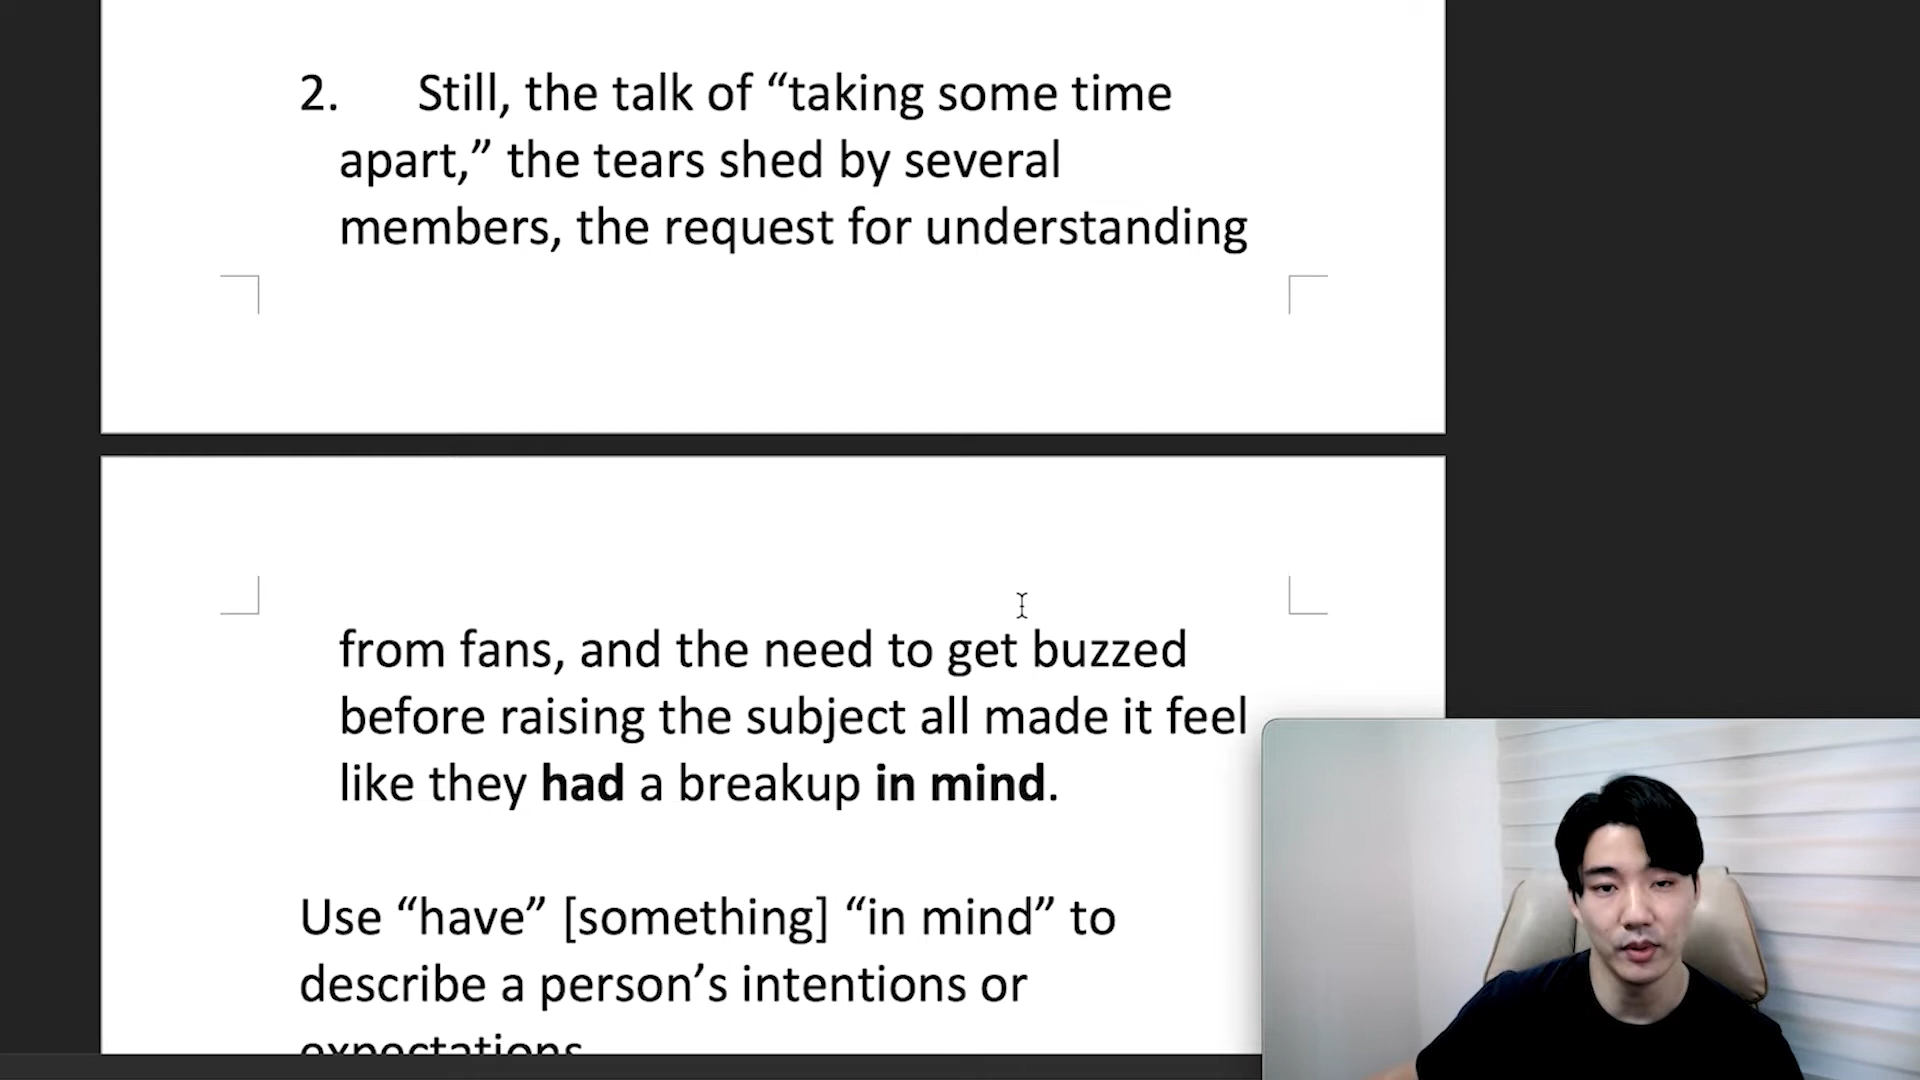 2. Still, the talk of “taking some time
apart,” the tears shed by several
members, the request for understanding
from fans, and the need to get buzzed
before raising the subject all made it feel
like they had a breakup in mind.
Use “have” [something] “in mind” to
describe a person’s intentions or
expectations